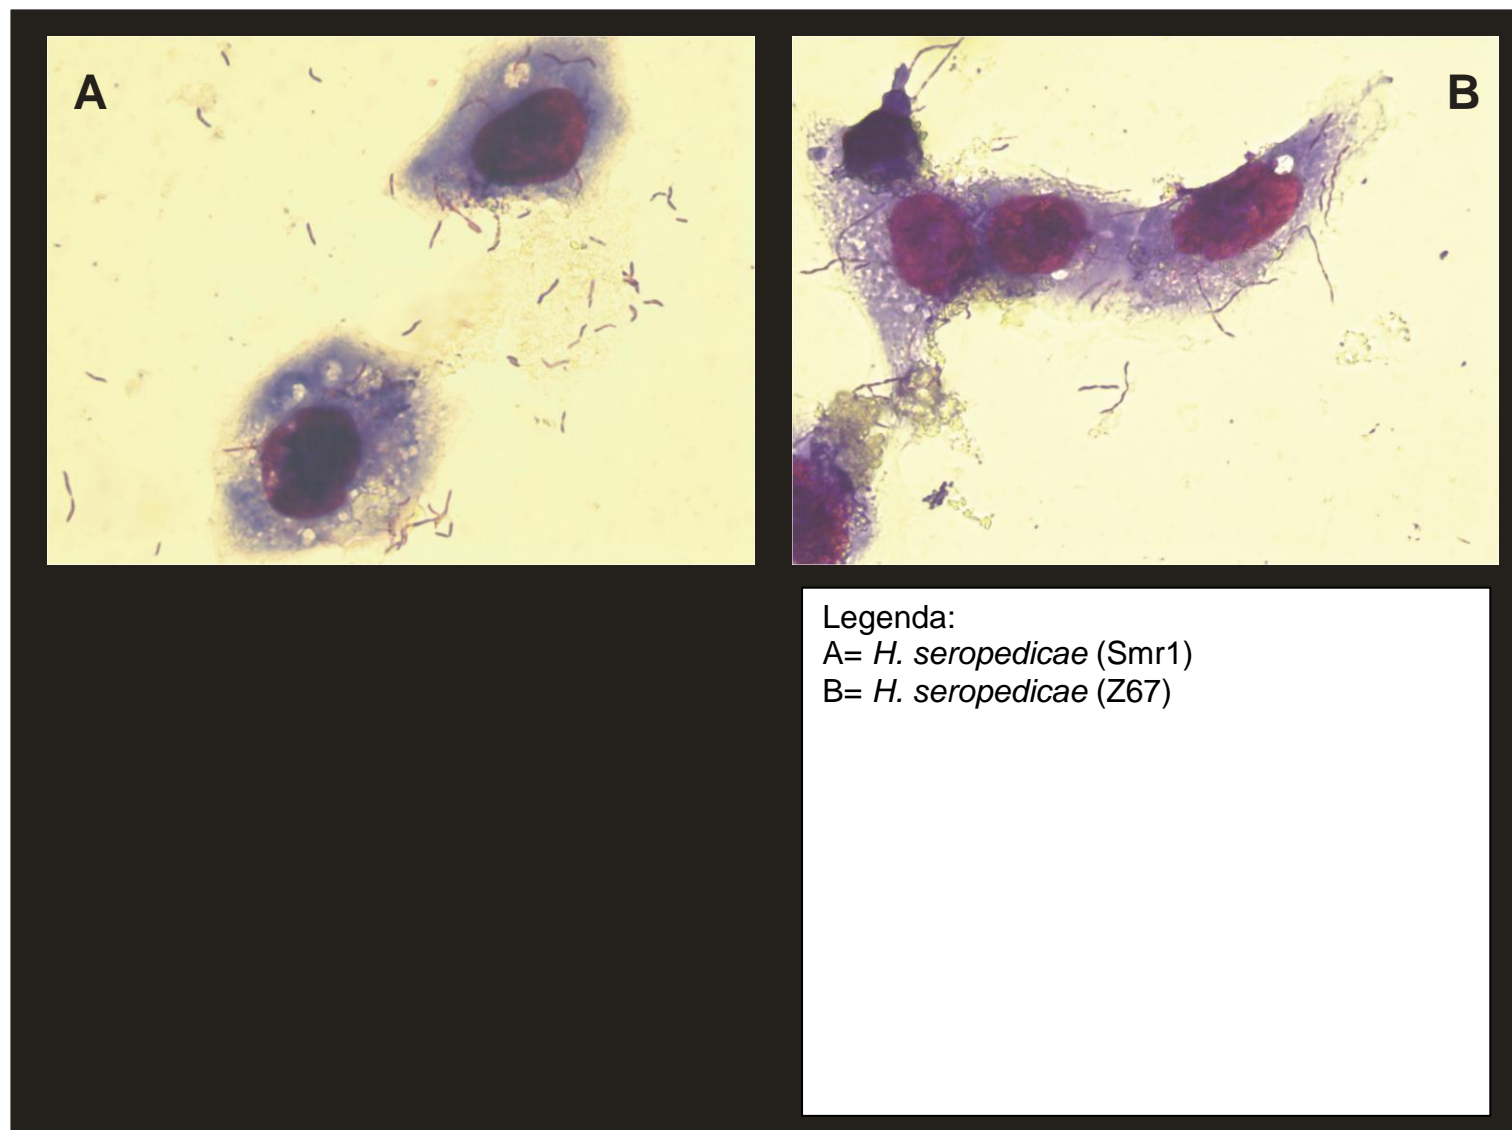 A
B
Legenda:
A= H. seropedicae (Smr1)
B= H. seropedicae (Z67)